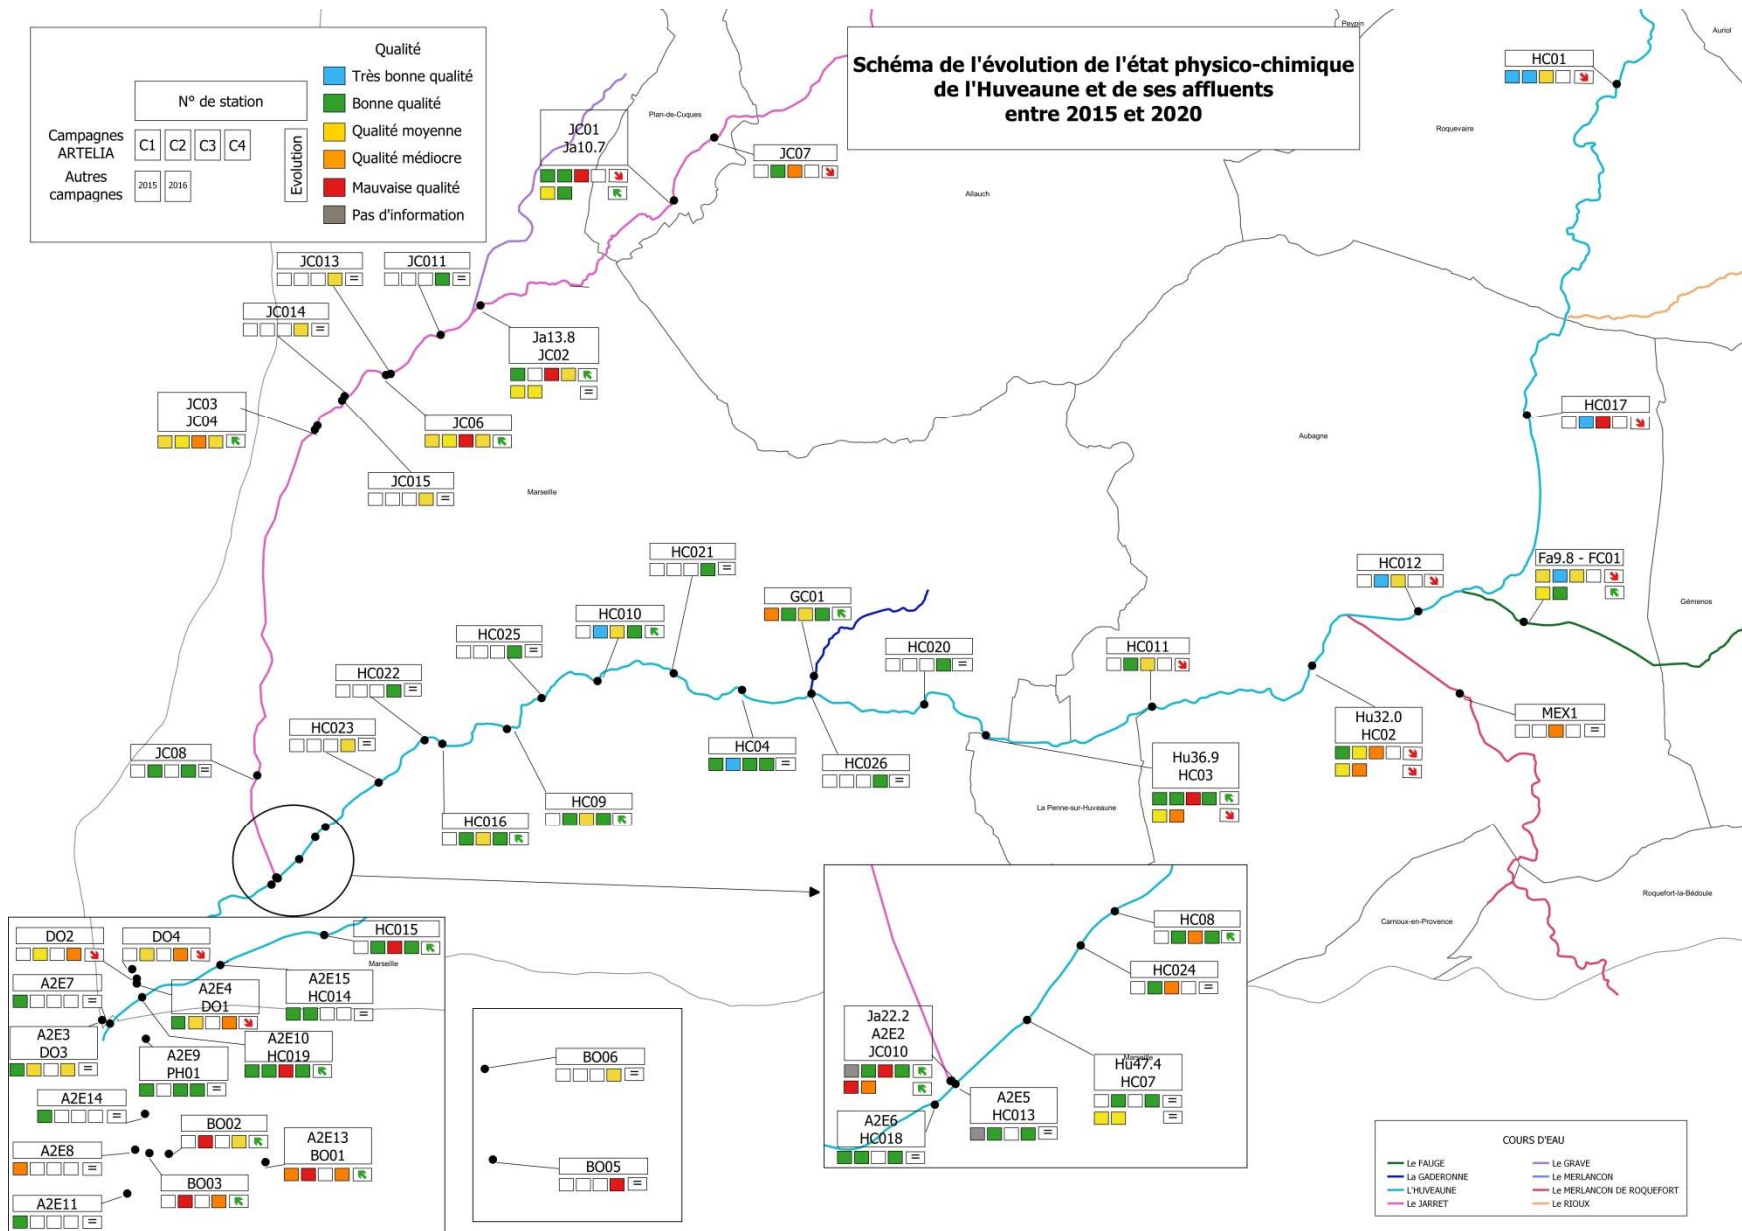 Qualité
Très bonne qualité
Bonne qualité
Qualité moyenne
Qualité médiocre
Mauvaise qualité
Pas d'information
N° de station
Campagnes
ARTELIA
C1 C2 C3 C4
Autres
campagnes
2015 2016
Evolution
Schéma de l'évolution de l'état physico-chimique
de l'Huveaune et de ses affluents
entre 2015 et 2020
Peypin
Auriol
HC01
Plan-de-Cuques
Roquevaire
JC01
Ja10.7
JC07
Allauch
JC013
=
JC011
=
JC014
=
Ja13.8
JC02
=
JC03
JC04
JC06
JC015
=
Marseille
Aubagne
HC017
HC021
=
HC012
Fa9.8 - FC01
Gémenos
HC010
GC01
HC025
=
HC020
=
HC011
HC022
=
HC023
=
JC08
=
HC04
=
HC026
=
Hu32.0
HC02
MEX1
=
Hu36.9
HC03
HC09
HC016
La Penne-sur-Huveaune
Roquefort-la-Bédoule
Carnoux-en-Provence
DO2
DO4
HC015
Marseille
A2E7
=
A2E4
DO1
A2E15
HC014
=
A2E3
DO3
=
A2E10
HC019
A2E9
PH01
=
A2E14
=
BO02
A2E8
=
A2E13
BO01
BO03
A2E11
=
BO06
=
BO05
=
HC08
HC024
=
Ja22.2
A2E2
JC010
Marseille
Hu47.4
HC07
=
=
A2E5
HC013
=
A2E6
HC018
=
COURS D'EAU
Le FAUGE
La GADERONNE
L'HUVEAUNE
Le JARRET
Le GRAVE
Le MERLANCON
Le MERLANCON DE ROQUEFORT
Le RIOUX